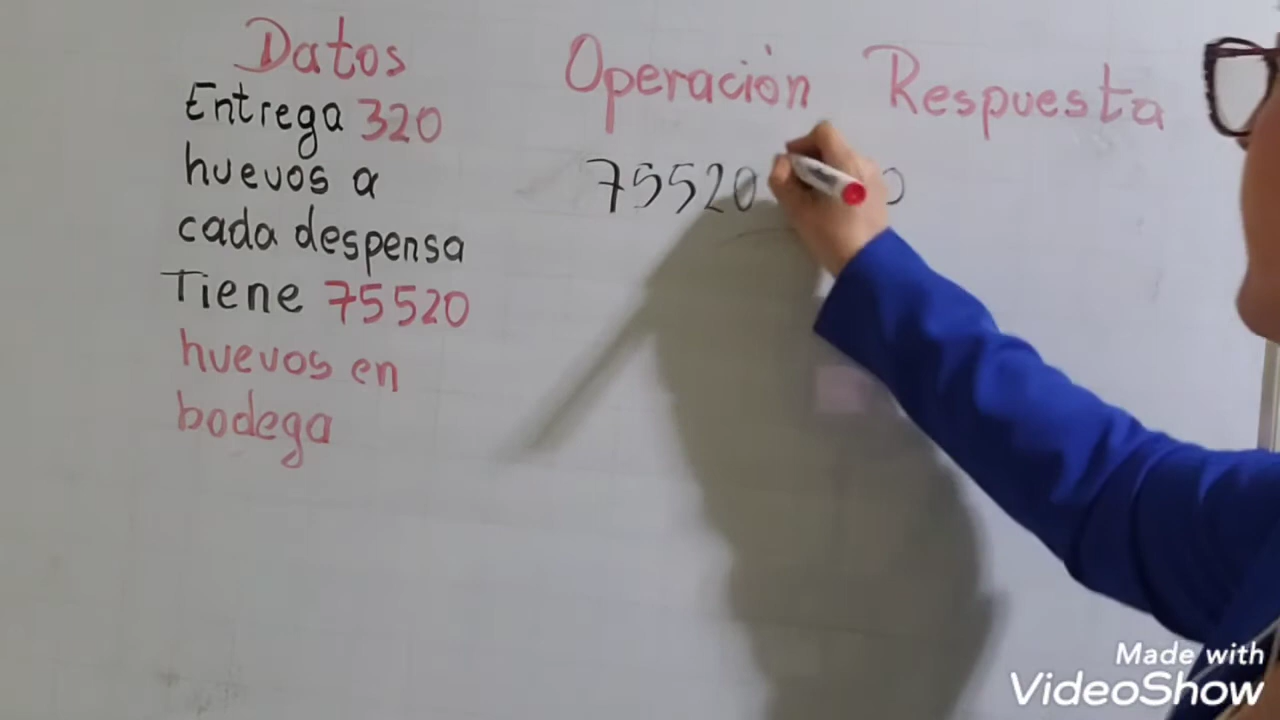 Datos
Entrega 320
huevos a
cada despensa
Tiene 75520
huevos en
bodega
Operación
75520
Respuesta
Made with
VideoShow